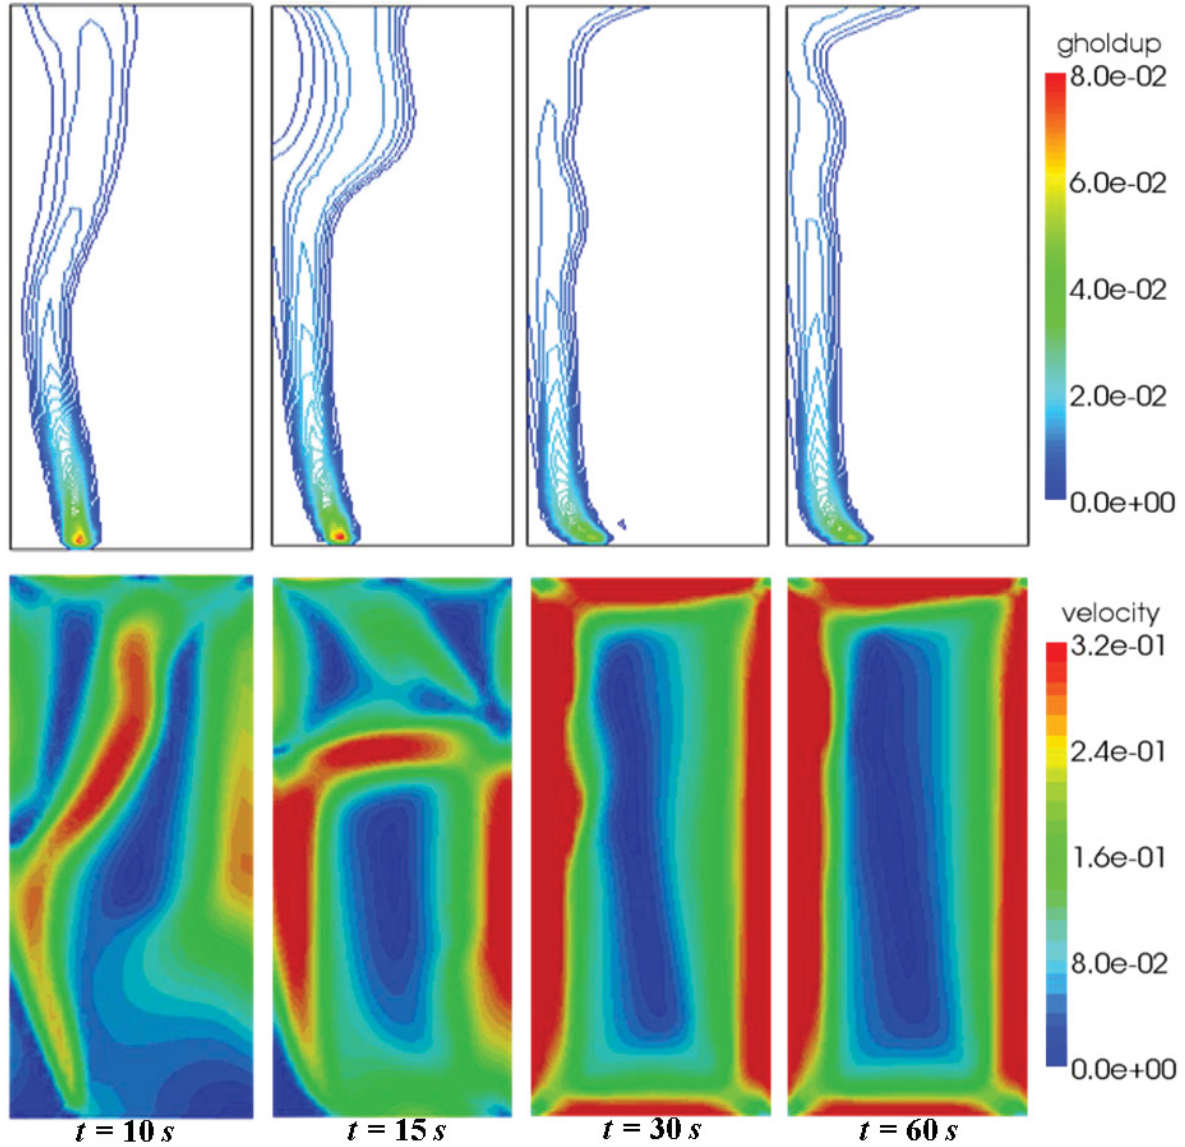 gholdup
8.0e-02
6.0e-02
4.0e-02
2.0e-02
0.0e+00
velocity
3.2e-01
2.4e-01
1.6e-01
8.0e-02
0.0e+00
t = 10 s t = 15 s t = 30 s t = 60 s